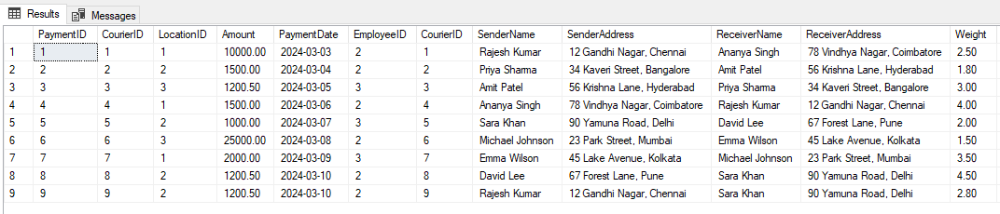 Results Messages
PaymentID CourierID LocationID Amount PaymentDate EmployeeID CourierID SenderName SenderAddress ReceiverName ReceiverAddress Weight
1 1 1 1 10000.00 2024-03-03 2 1 Rajesh Kumar 12 Gandhi Nagar, Chennai Ananya Singh 78 Vindhya Nagar, Coimbatore 2.50
2 2 2 2 1500.00 2024-03-04 2 2 Priya Sharma 34 Kaveri Street, Bangalore Amit Patel 56 Krishna Lane, Hyderabad 1.80
3 3 3 3 1200.50 2024-03-05 3 3 Amit Patel 56 Krishna Lane, Hyderabad Priya Sharma 34 Kaveri Street, Bangalore 3.00
4 4 4 1 1500.00 2024-03-06 2 4 Ananya Singh 78 Vindhya Nagar, Coimbatore Rajesh Kumar 12 Gandhi Nagar, Chennai 4.00
5 5 5 2 1000.00 2024-03-07 3 5 Sara Khan 90 Yamuna Road, Delhi David Lee 67 Forest Lane, Pune 2.00
6 6 6 3 25000.00 2024-03-08 2 6 Michael Johnson 23 Park Street, Mumbai Emma Wilson 45 Lake Avenue, Kolkata 1.50
7 7 7 1 2000.00 2024-03-09 3 7 Emma Wilson 45 Lake Avenue, Kolkata Michael Johnson 23 Park Street, Mumbai 3.50
8 8 8 2 1200.50 2024-03-10 2 8 David Lee 67 Forest Lane, Pune Sara Khan 90 Yamuna Road, Delhi 4.50
9 9 9 2 1200.50 2024-03-10 2 9 Rajesh Kumar 12 Gandhi Nagar, Chennai Sara Khan 90 Yamuna Road, Delhi 2.80